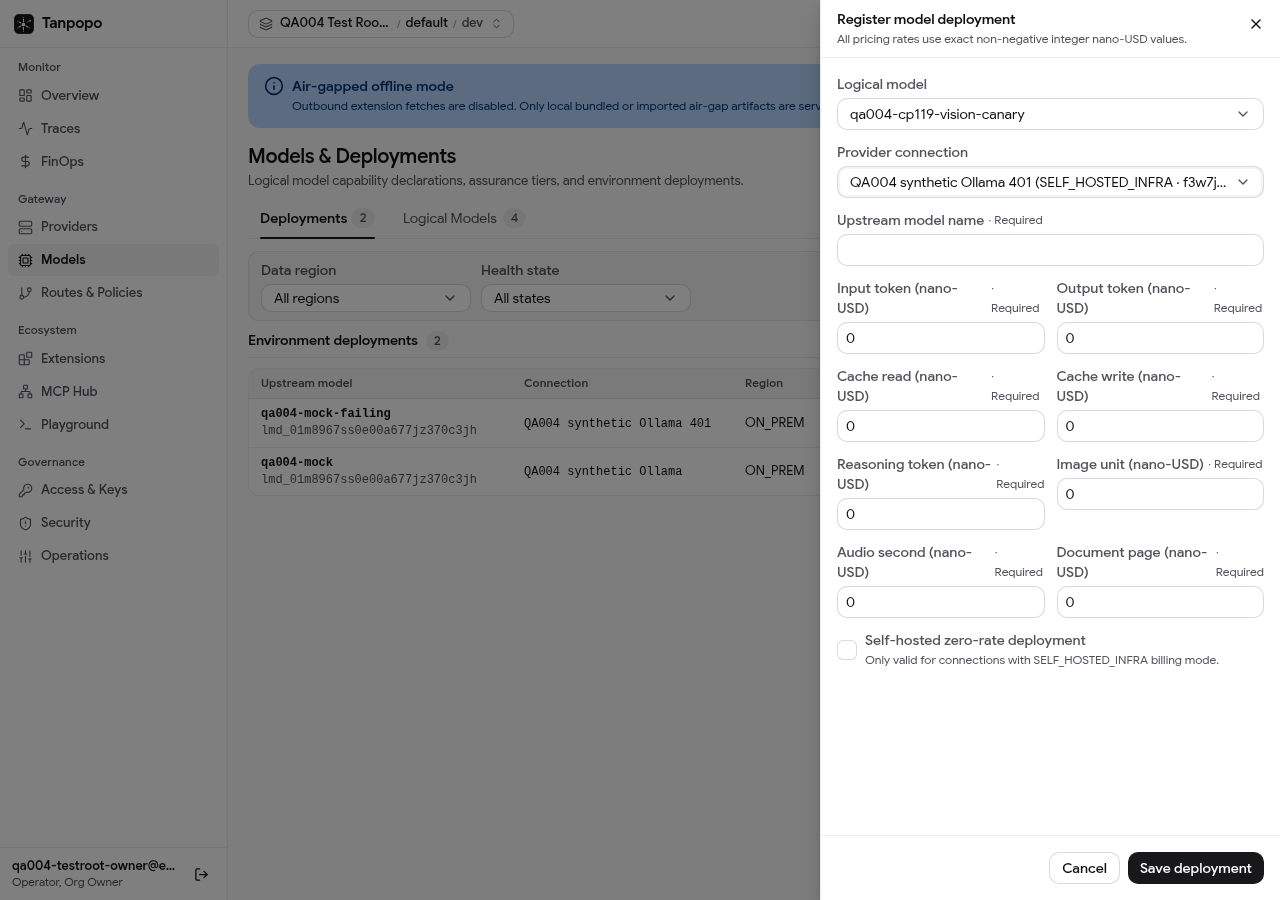 Tanpopo
Monitor
Overview
Traces
FinOps
Gateway
Providers
Models
Routes & Policies
Ecosystem
Extensions
MCP Hub
Playground
Governance
Access & Keys
Security
Operations
qa004-testroot-owner@e...
Operator, Org Owner
QA004 Test Roo... / default / dev
Air-gapped offline mode
Outbound extension fetches are disabled. Only local bundled or imported air-gap artifacts are serv
Models & Deployments
Logical model capability declarations, assurance tiers, and environment deployments.
Deployments 2 Logical Models 4
Data region Health state
All regions All states
Environment deployments 2
Upstream model Connection Region
qa004-mock-failing
lmd_01m8967ss0e00a677jz370c3jh QA004 synthetic Ollama 401 ON_PREM
qa004-mock
lmd_01m8967ss0e00a677jz370c3jh QA004 synthetic Ollama ON_PREM
Register model deployment
All pricing rates use exact non-negative integer nano-USD values.
Logical model
qa004-cp119-vision-canary
Provider connection
QA004 synthetic Ollama 401 (SELF_HOSTED_INFRA · f3w7j...
Upstream model name · Required
Input token (nano-USD) · Required
0
Output token (nano-USD) · Required
0
Cache read (nano-USD) · Required
0
Cache write (nano-USD) · Required
0
Reasoning token (nano-USD) · Required
0
Image unit (nano-USD) · Required
0
Audio second (nano-USD) · Required
0
Document page (nano-USD) · Required
0
Self-hosted zero-rate deployment
Only valid for connections with SELF_HOSTED_INFRA billing mode.
Cancel Save deployment